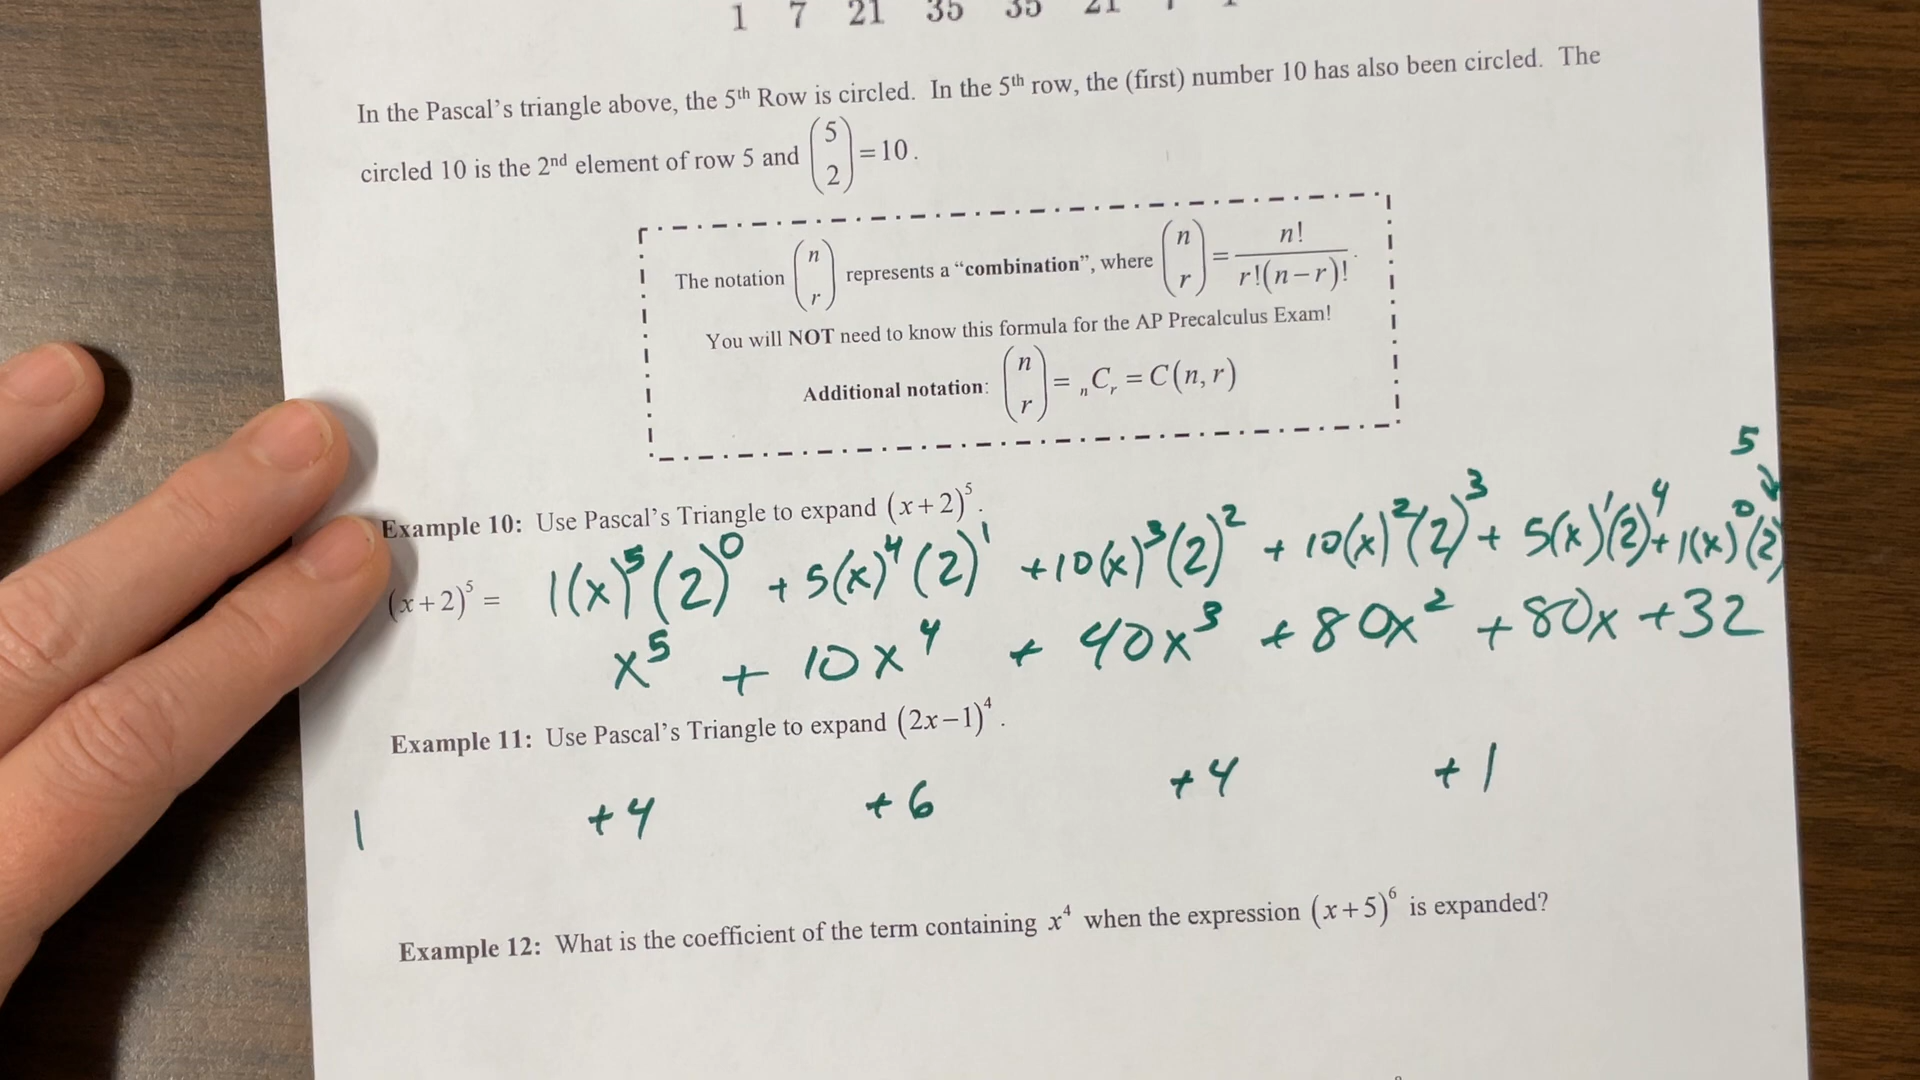 1 7 21 35 35 21 7 1
In the Pascal's triangle above, the 5th Row is circled. In the 5th row, the (first) number 10 has also been circled. The
circled 10 is the 2nd element of row 5 and (5 2) = 10.
The notation (n r) represents a "combination", where (n r) = n! / r!(n−r)!.
You will NOT need to know this formula for the AP Precalculus Exam!
Additional notation: (n r) = nCr = C(n, r)
Example 10: Use Pascal's Triangle to expand (x+2)^5.
(x+2)^5 = 1(x)^5(2)^0 + 5(x)^4(2)^1 + 10(x)^3(2)^2 + 10(x)^2(2)^3 + 5(x)^1(2)^4 + 1(x)^0(2)^5
x^5 + 10x^4 + 40x^3 + 80x^2 + 80x + 32
Example 11: Use Pascal's Triangle to expand (2x−1)^4.
1 +4 +6 +4 +1
Example 12: What is the coefficient of the term containing x^4 when the expression (x+5)^6 is expanded?